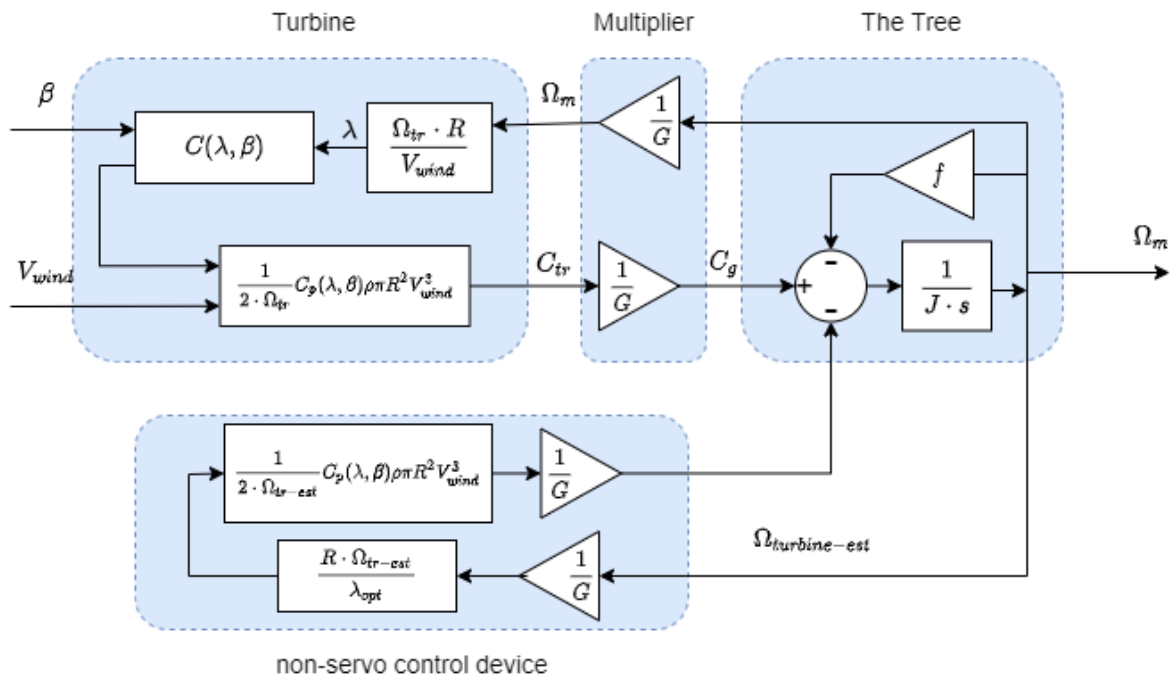 Turbine
Multiplier
The Tree
β
Ω_m
1/G
C(λ, β)
λ
Ω_tr · R / V_wind
f
V_wind
1/(2 · Ω_tr) C_p(λ, β)ρπR²V³_wind
C_tr
1/G
C_g
+
-
-
1/(J · s)
Ω_m
1/(2 · Ω_tr-est) C_p(λ, β)ρπR²V³_wind
1/G
Ω_turbine-est
R · Ω_tr-est / λ_opt
1/G
non-servo control device